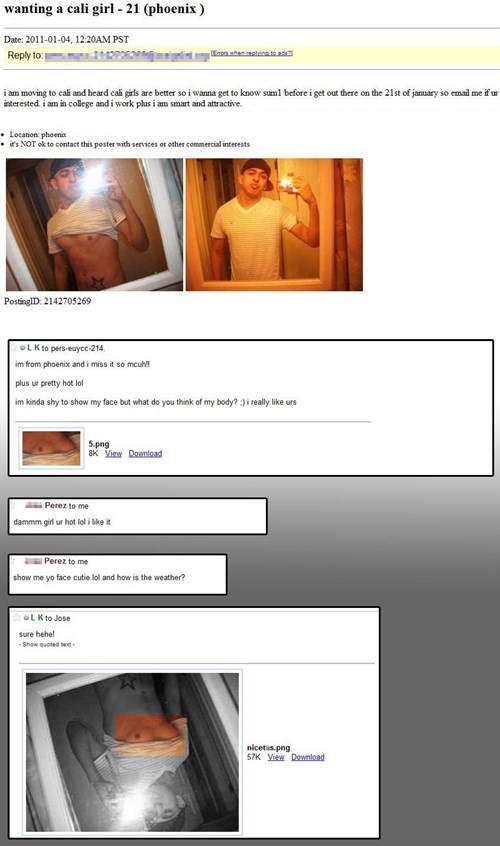 wanting a cali girl - 21 (phoenix )
Date: 2011-01-04, 12:20AM PST
Reply to: [Errors when replying to ads?]
i am moving to cali and heard cali girls are better so i wanna get to know sum1 before i get out there on the 21st of january so email me if ur
interested. i am in college and i work plus i am smart and attractive.
Location: phoenix
it's NOT ok to contact this poster with services or other commercial interests
PostingID: 2142705269
L K to pers-euycc-214.
im from phoenix and i miss it so mcuh!!
plus ur pretty hot lol
im kinda shy to show my face but what do you think of my body? ;) i really like urs
5.png
8K View Download
Perez to me
dammm girl ur hot lol i like it
Perez to me
show me yo face cutie lol and how is the weather?
L K to Jose
sure hehe!
- Show quoted text -
57K View Download